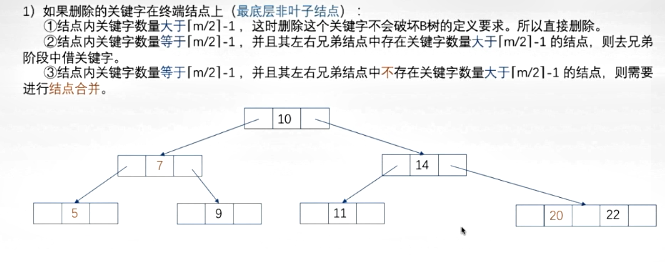 1）如果删除的关键字在终端结点上（最底层非叶子结点）：
①结点内关键字数量大于⌈m/2⌉-1 ，这时删除这个关键字不会破坏B树的定义要求。所以直接删除。
②结点内关键字数量等于⌈m/2⌉-1 ，并且其左右兄弟结点中存在关键字数量大于⌈m/2⌉-1 的结点，则去兄弟
阶段中借关键字。
③结点内关键字数量等于⌈m/2⌉-1 ，并且其左右兄弟结点中不存在关键字数量大于⌈m/2⌉-1 的结点，则需要
进行结点合并。
10
7 14
5 9 11 20 22